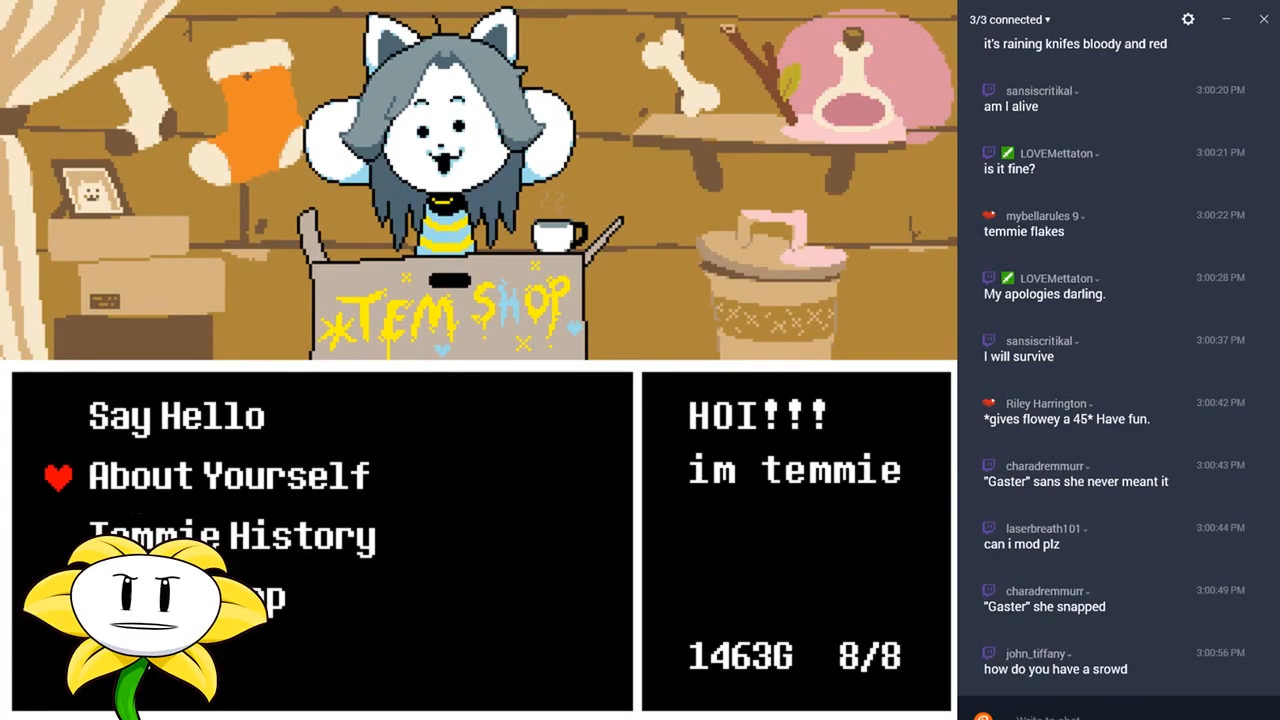 *TEM SHOP
Say Hello
About Yourself
Temmie History
HOI!!!
im temmie
1463G 8/8
3/3 connected
it's raining knifes bloody and red
sansiscritikal 3:00:20 PM
am I alive
LOVEMettaton 3:00:21 PM
is it fine?
mybellarules 9 3:00:22 PM
temmie flakes
LOVEMettaton 3:00:28 PM
My apologies darling.
sansiscritikal 3:00:37 PM
I will survive
Riley Harrington 3:00:42 PM
*gives flowey a 45* Have fun.
charadremmurr 3:00:43 PM
"Gaster" sans she never meant it
laserbreath101 3:00:44 PM
can i mod plz
charadremmurr 3:00:49 PM
"Gaster" she snapped
john_tiffany 3:00:56 PM
how do you have a srowd
Write to chat